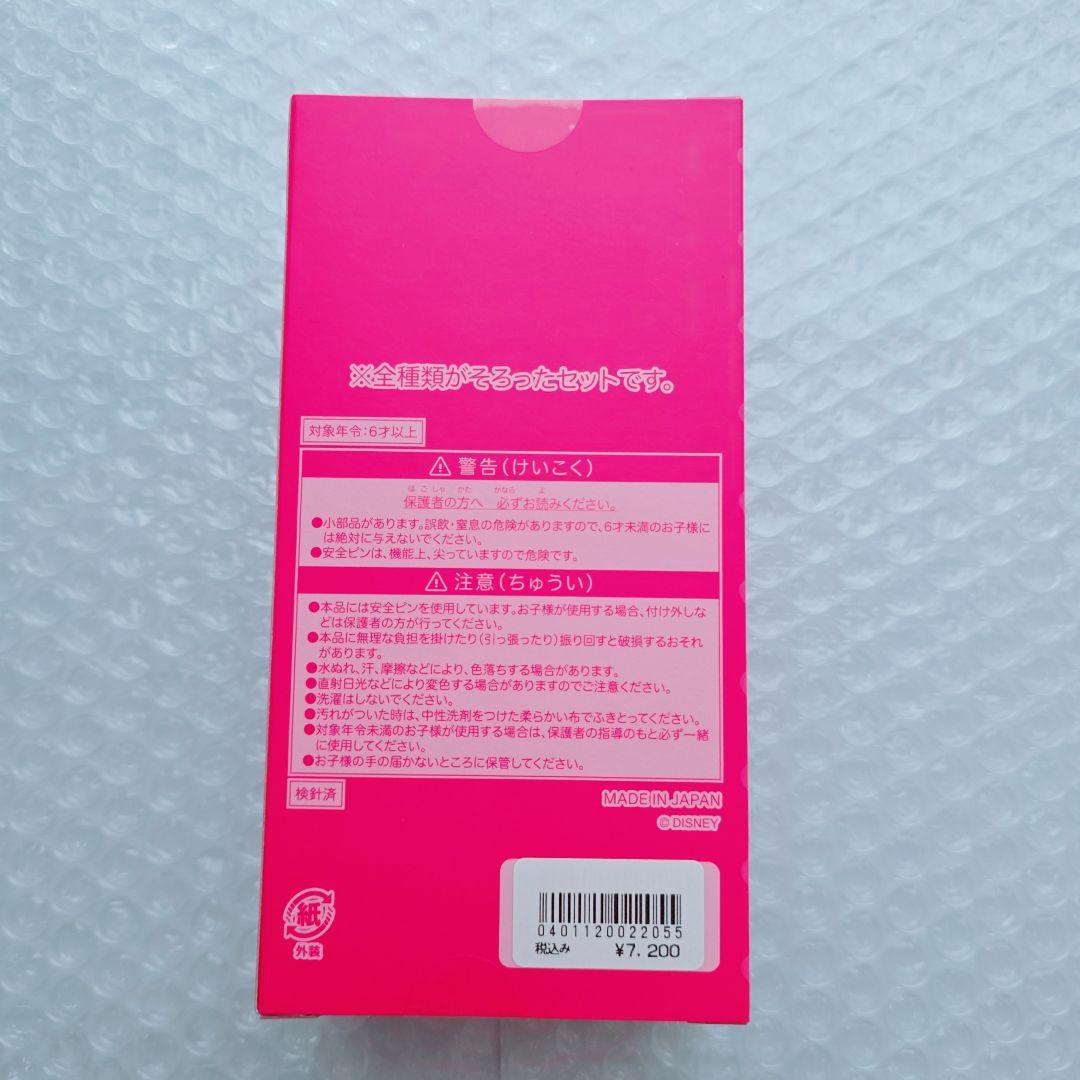 ※全種類がそろったセットです。
対象年令:6才以上
⚠ 警告(けいこく)
ほごしゃ かた かなら よ
保護者の方へ 必ずお読みください。
●小部品があります。誤飲・窒息の危険がありますので、6才未満のお子様に
は絶対に与えないでください。
●安全ピンは、機能上、尖っていますので危険です。
⚠ 注意(ちゅうい)
●本品には安全ピンを使用しています。お子様が使用する場合、付け外しな
どは保護者の方が行ってください。
●本品に無理な負担を掛けたり(引っ張ったり)振り回すと破損するおそれ
があります。
●水ぬれ、汗、摩擦などにより、色落ちする場合があります。
●直射日光などにより変色する場合がありますのでご注意ください。
●洗濯はしないでください。
●汚れがついた時は、中性洗剤をつけた柔らかい布でふきとってください。
●対象年令未満のお子様が使用する場合は、保護者の指導のもと必ず一緒
に使用してください。
●お子様の手の届かないところに保管してください。
検針済
MADE IN JAPAN
© DISNEY
紙
外装
0401120022055
税込み ¥7,200